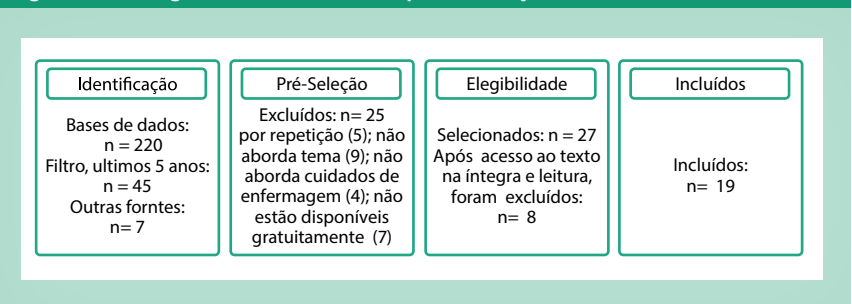 Identificação
Bases de dados:
n = 220
Filtro, ultimos 5 anos:
n = 45
Outras forntes:
n= 7
Pré-Seleção
Excluídos: n= 25
por repetição (5); não
aborda tema (9); não
aborda cuidados de
enfermagem (4); não
estão disponíveis
gratuitamente (7)
Elegibilidade
Selecionados: n = 27
Após acesso ao texto
na íntegra e leitura,
foram excluídos:
n= 8
Incluídos
Incluídos:
n= 19